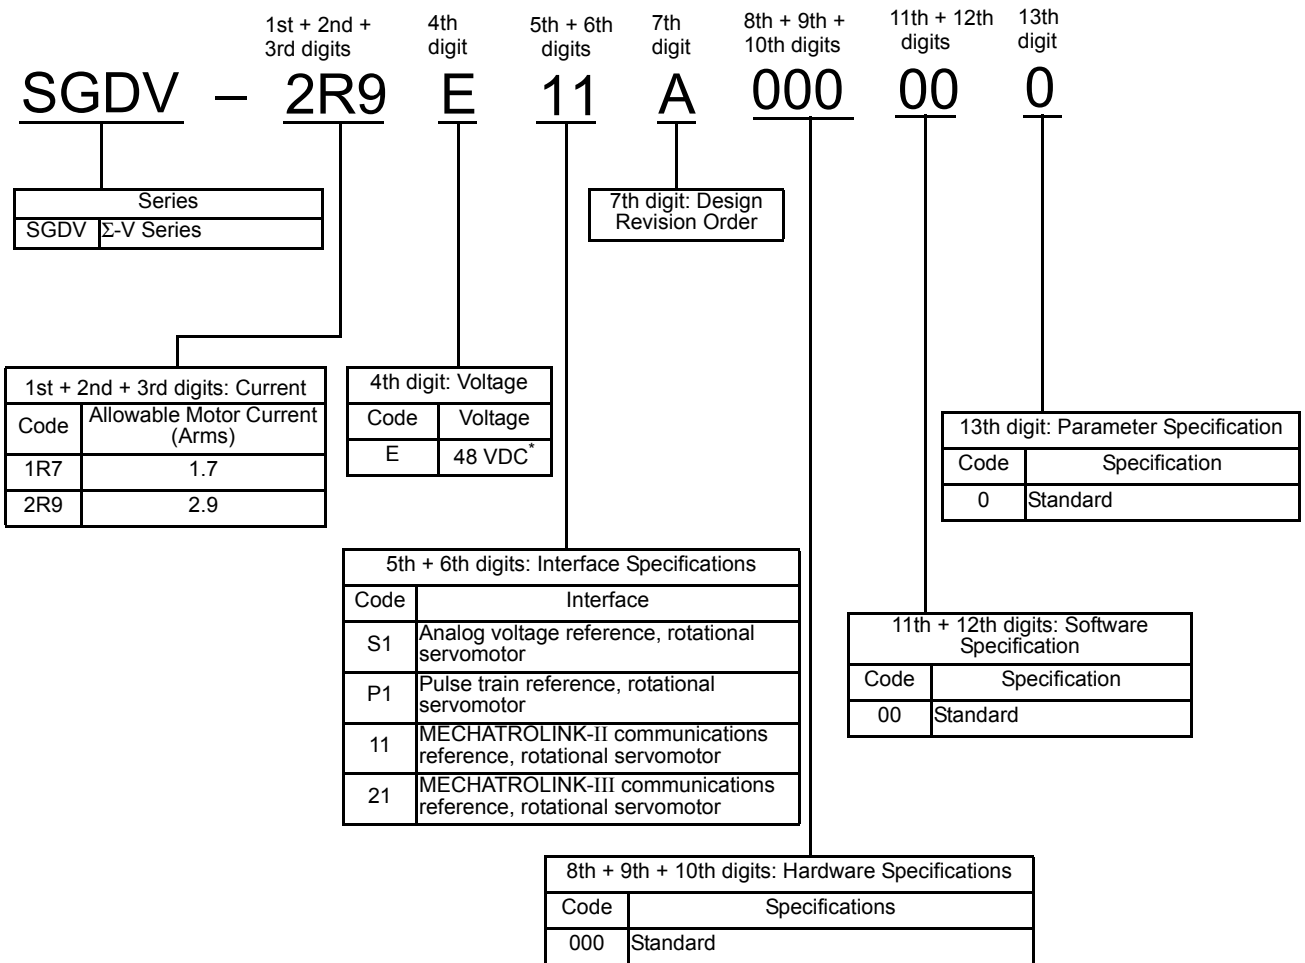 1st + 2nd +
3rd digits
4th
digit
5th + 6th
digits
7th
digit
8th + 9th +
10th digits
11th + 12th
digits
13th
digit
SGDV – 2R9 E 11 A 000 00 0
Series
SGDV Σ-V Series
7th digit: Design
Revision Order
1st + 2nd + 3rd digits: Current
Code Allowable Motor Current
(Arms)
1R7 1.7
2R9 2.9
4th digit: Voltage
Code Voltage
E 48 VDC*
13th digit: Parameter Specification
Code Specification
0 Standard
5th + 6th digits: Interface Specifications
Code Interface
S1 Analog voltage reference, rotational
servomotor
P1 Pulse train reference, rotational
servomotor
11 MECHATROLINK-II communications
reference, rotational servomotor
21 MECHATROLINK-III communications
reference, rotational servomotor
11th + 12th digits: Software
Specification
Code Specification
00 Standard
8th + 9th + 10th digits: Hardware Specifications
Code Specifications
000 Standard